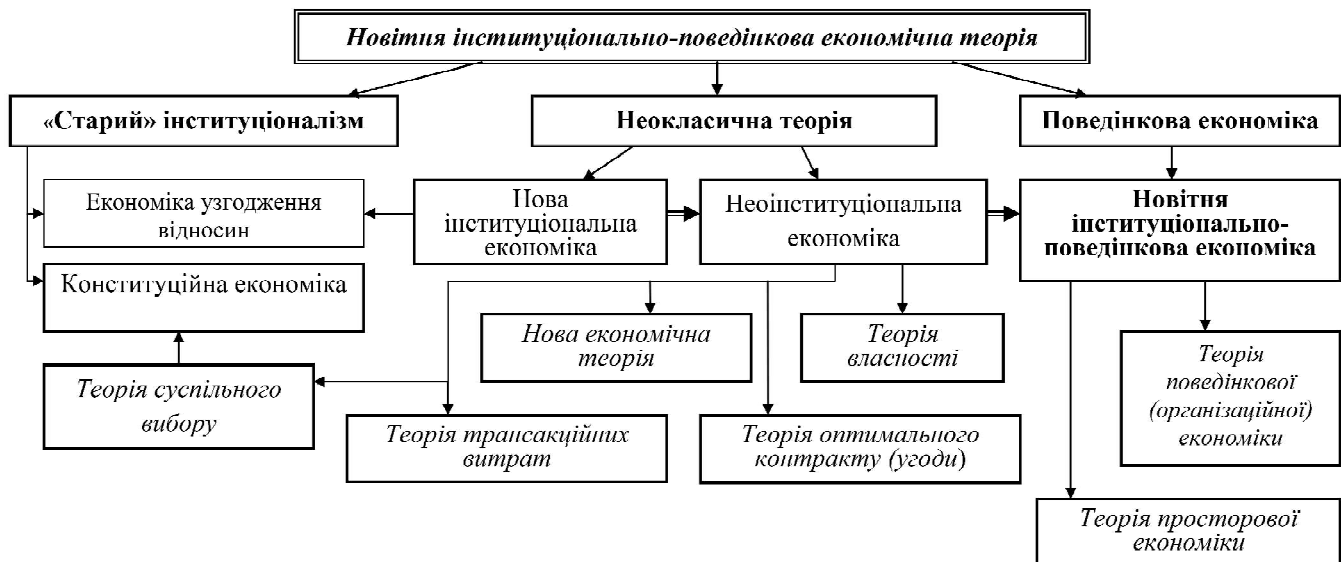 Новітня інституціонально-поведінкова економічна теорія
«Старий» інституціоналізм
Неокласична теорія
Поведінкова економіка
Економіка узгодження
відносин
Нова
інституціональна
економіка
Неоінституціональна
економіка
Новітня
інституціонально-
поведінкова економіка
Конституційна економіка
Нова економічна
теорія
Теорія
власності
Теорія
поведінкової
(організаційної)
економіки
Теорія суспільного
вибору
Теорія трансакційних
витрат
Теорія оптимального
контракту (угоди)
Теорія просторової
економіки